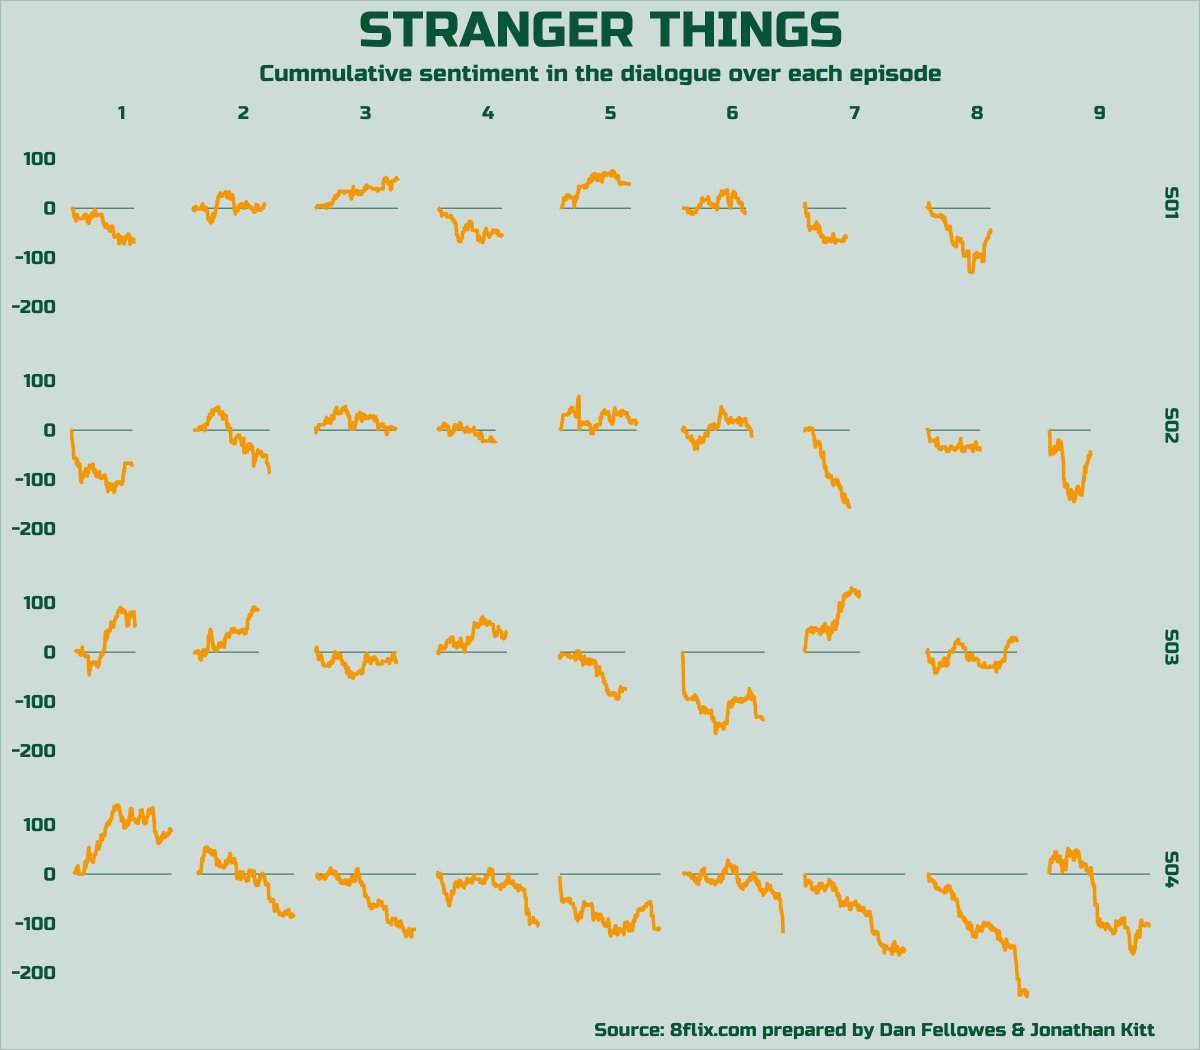 STRANGER THINGS
Cummulative sentiment in the dialogue over each episode
1 2 3 4 5 6 7 8 9
100
0
-100
-200
S01
100
0
-100
-200
S02
100
0
-100
-200
S03
100
0
-100
-200
S04
Source: 8flix.com prepared by Dan Fellowes & Jonathan Kitt